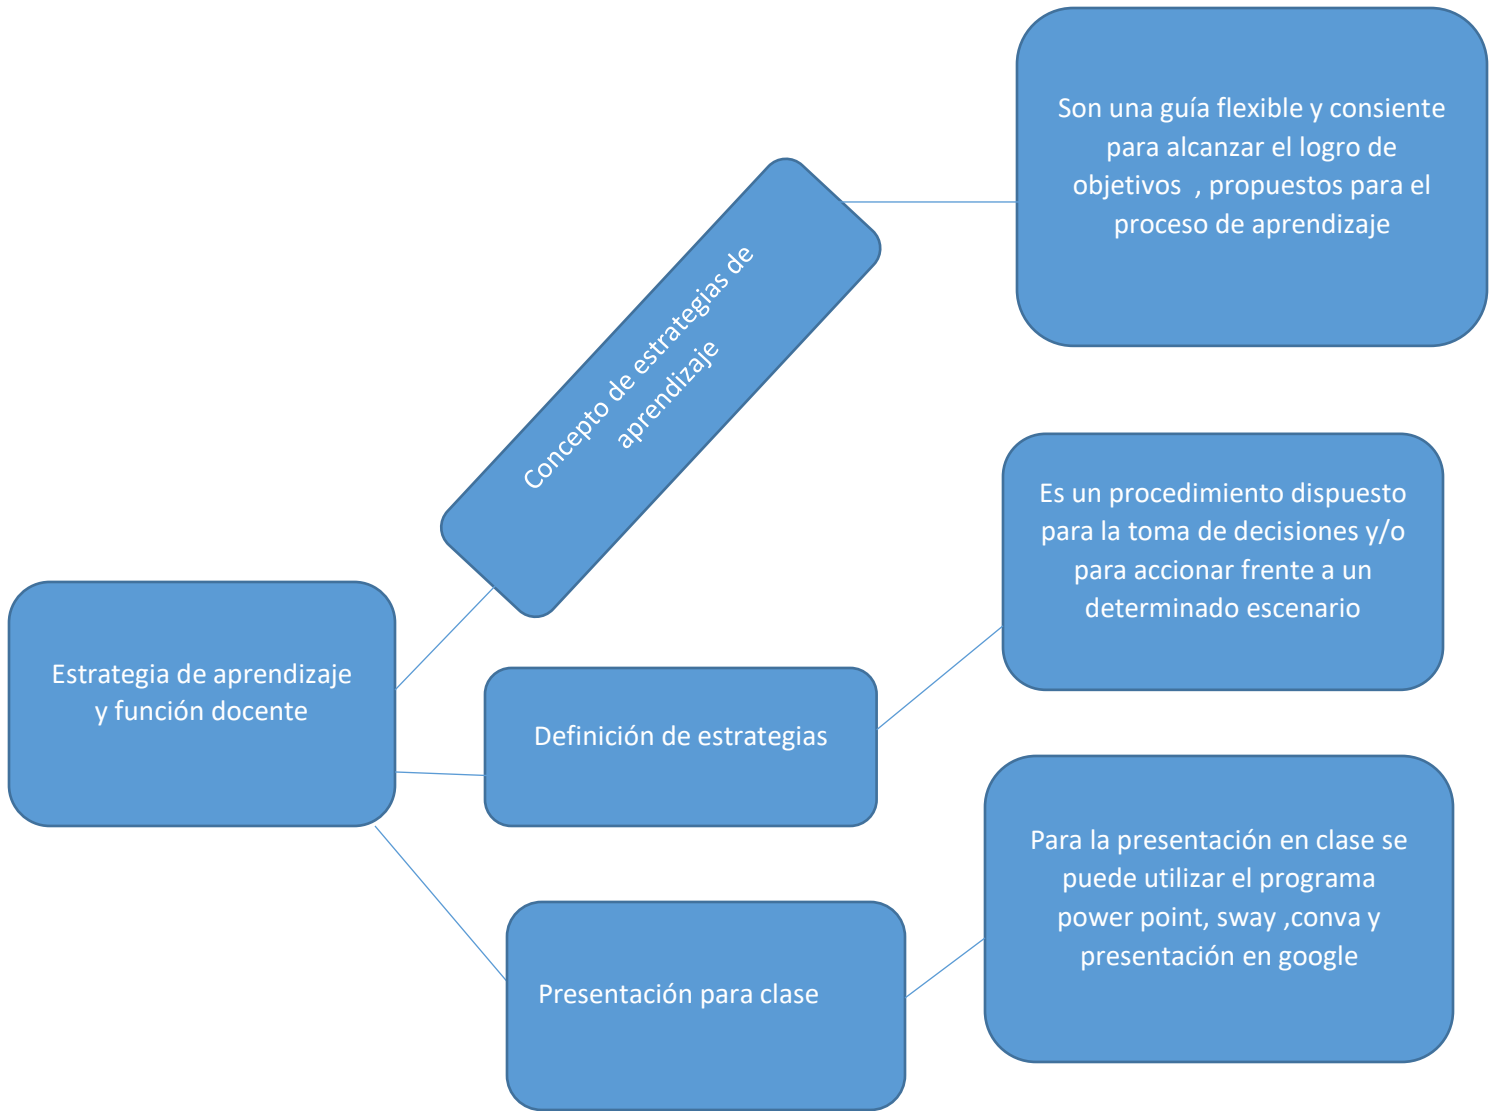 Son una guía flexible y consiente
para alcanzar el logro de
objetivos , propuestos para el
proceso de aprendizaje
Concepto de estrategias de
aprendizaje
Es un procedimiento dispuesto
para la toma de decisiones y/o
para accionar frente a un
determinado escenario
Estrategia de aprendizaje
y función docente
Definición de estrategias
Para la presentación en clase se
puede utilizar el programa
power point, sway ,conva y
presentación en google
Presentación para clase